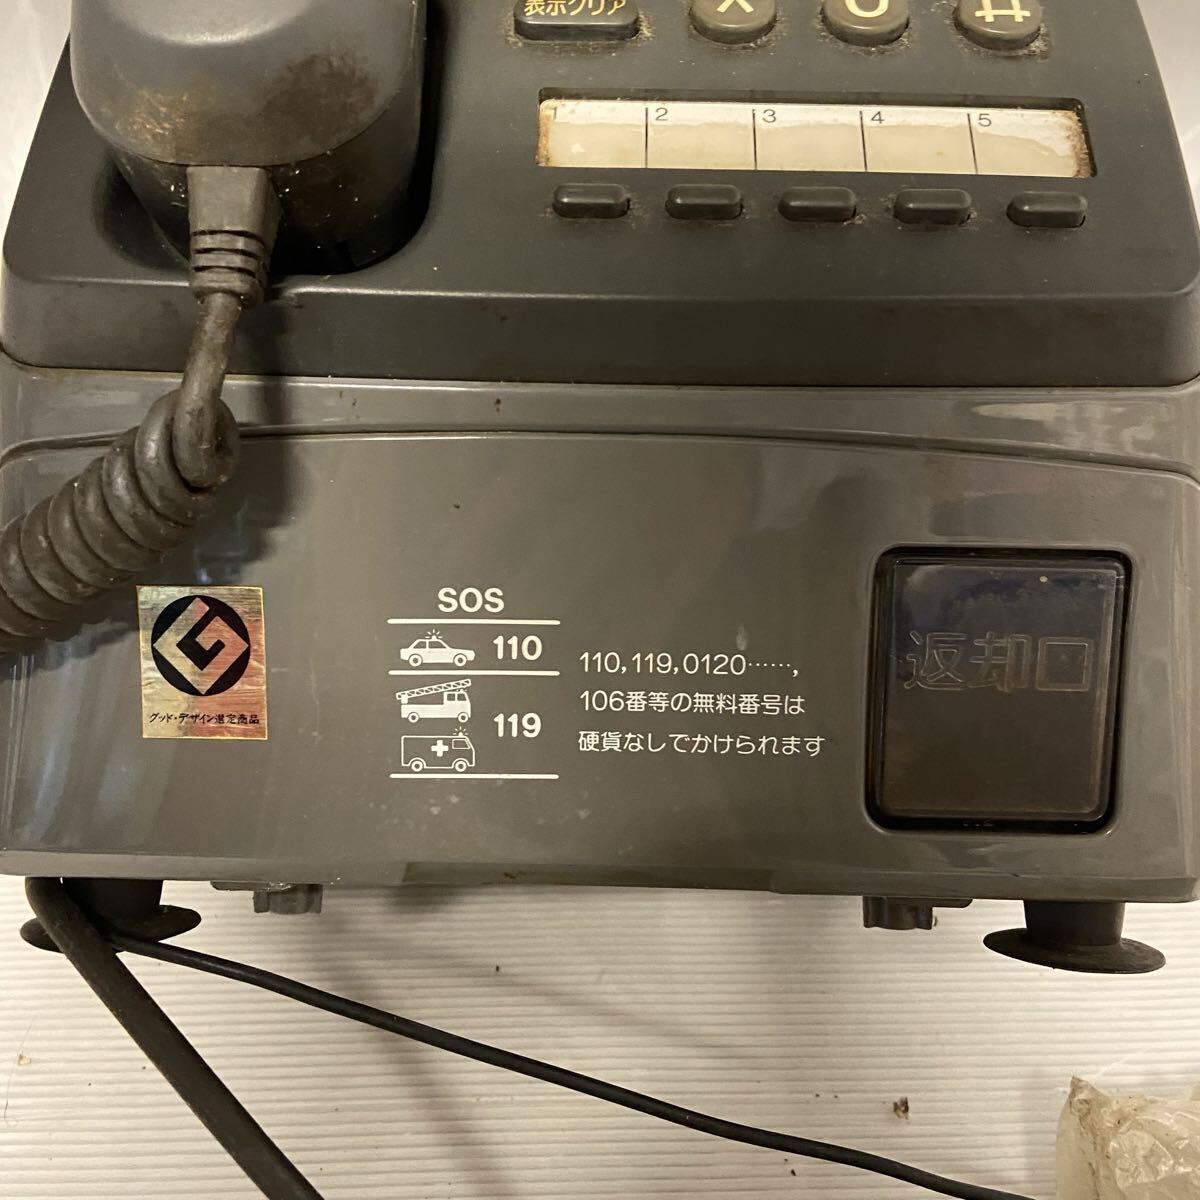 表示クリア
* 0 #
1 2 3 4 5
SOS
110
119
110,119,0120……,
106番等の無料番号は
硬貨なしでかけられます
返却口
グッド・デザイン選定商品